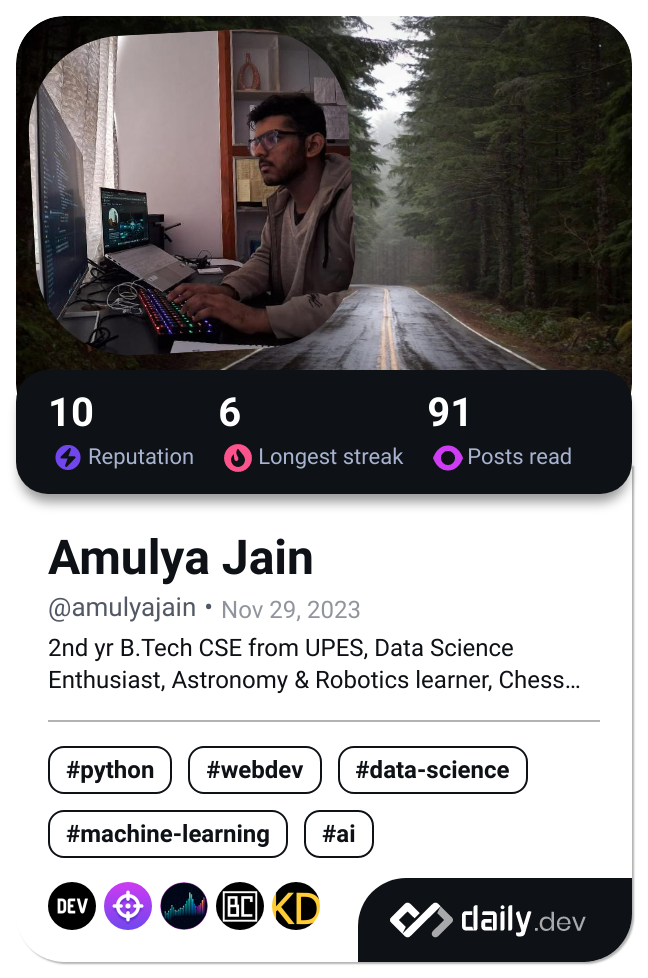 10 6 91
Reputation Longest streak Posts read
Amulya Jain
@amulyajain • Nov 29, 2023
2nd yr B.Tech CSE from UPES, Data Science
Enthusiast, Astronomy & Robotics learner, Chess…
#python #webdev #data-science
#machine-learning #ai
DEV BC KD
daily.dev